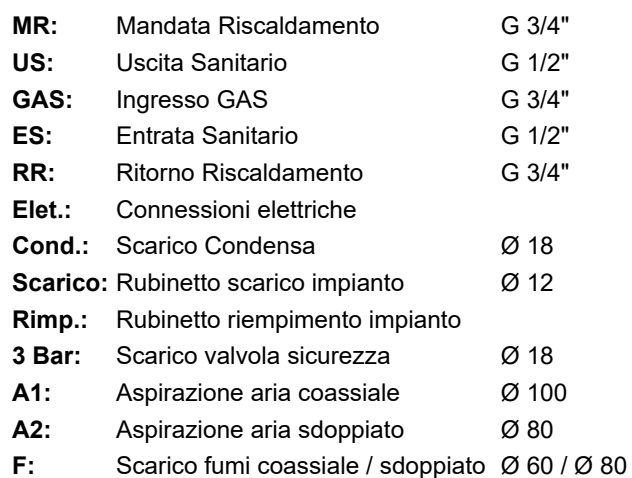 MR: Mandata Riscaldamento G 3/4"
US: Uscita Sanitario G 1/2"
GAS: Ingresso GAS G 3/4"
ES: Entrata Sanitario G 1/2"
RR: Ritorno Riscaldamento G 3/4"
Elet.: Connessioni elettriche
Cond.: Scarico Condensa Ø 18
Scarico: Rubinetto scarico impianto Ø 12
Rimp.: Rubinetto riempimento impianto
3 Bar: Scarico valvola sicurezza Ø 18
A1: Aspirazione aria coassiale Ø 100
A2: Aspirazione aria sdoppiato Ø 80
F: Scarico fumi coassiale / sdoppiato Ø 60 / Ø 80